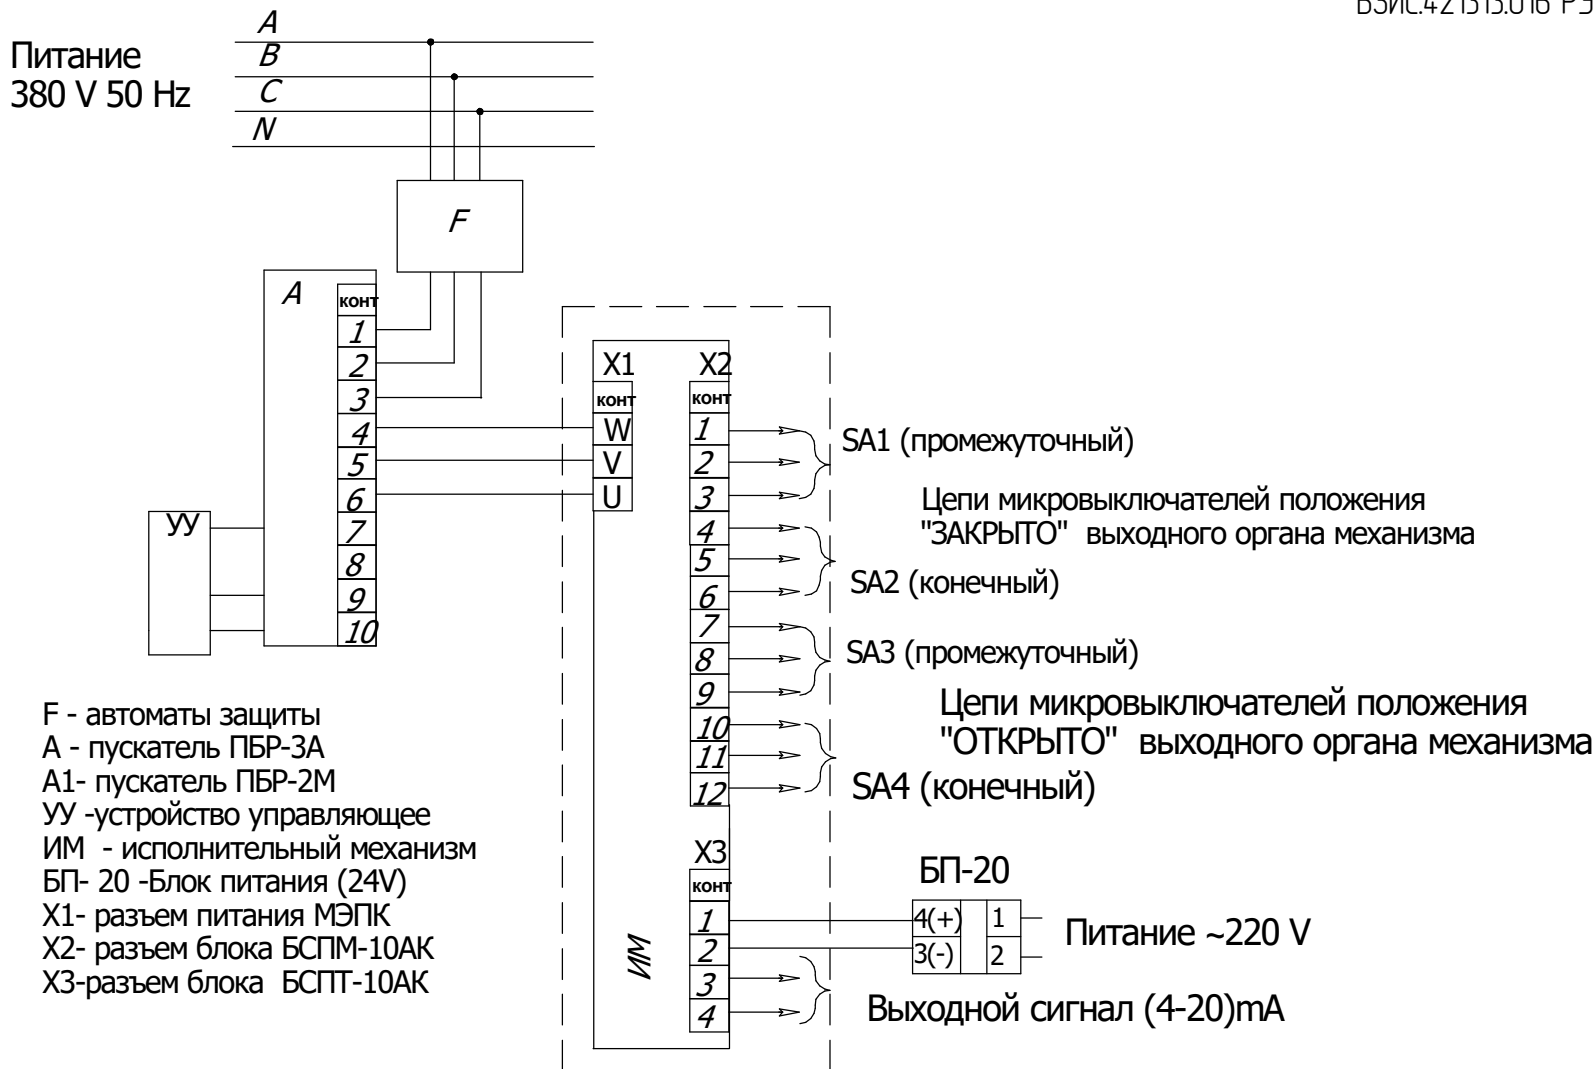 ВЗИС.421313.016 РЭ
Питание
380 V 50 Hz
A
B
C
N
F
A
конт
1
2
3
4
5
6
7
8
9
10
УУ
X1
конт
W
V
U
X2
конт
1
2
3
4
5
6
7
8
9
10
11
12
SA1 (промежуточный)
Цепи микровыключателей положения
"ЗАКРЫТО" выходного органа механизма
SA2 (конечный)
SA3 (промежуточный)
Цепи микровыключателей положения
"ОТКРЫТО" выходного органа механизма
SA4 (конечный)
X3
конт
1
2
3
4
ИМ
БП-20
4(+) 1
3(-) 2
Питание ~220 V
Выходной сигнал (4-20)mA
F - автоматы защиты
А - пускатель ПБР-3А
А1- пускатель ПБР-2М
УУ -устройство управляющее
ИМ - исполнительный механизм
БП- 20 -Блок питания (24V)
Х1- разъем питания МЭПК
Х2- разъем блока БСПМ-10АК
Х3-разъем блока БСПТ-10АК